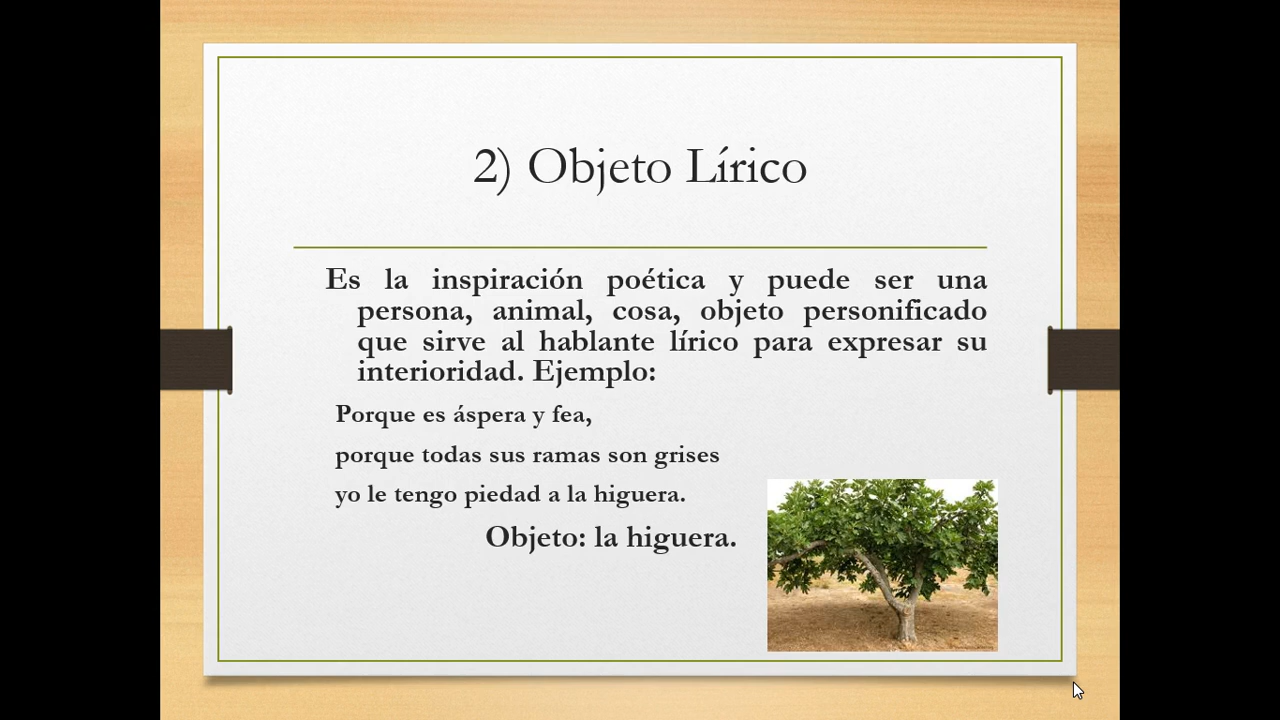 2) Objeto Lírico
Es la inspiración poética y puede ser una
persona, animal, cosa, objeto personificado
que sirve al hablante lírico para expresar su
interioridad. Ejemplo:
Porque es áspera y fea,
porque todas sus ramas son grises
yo le tengo piedad a la higuera.
Objeto: la higuera.